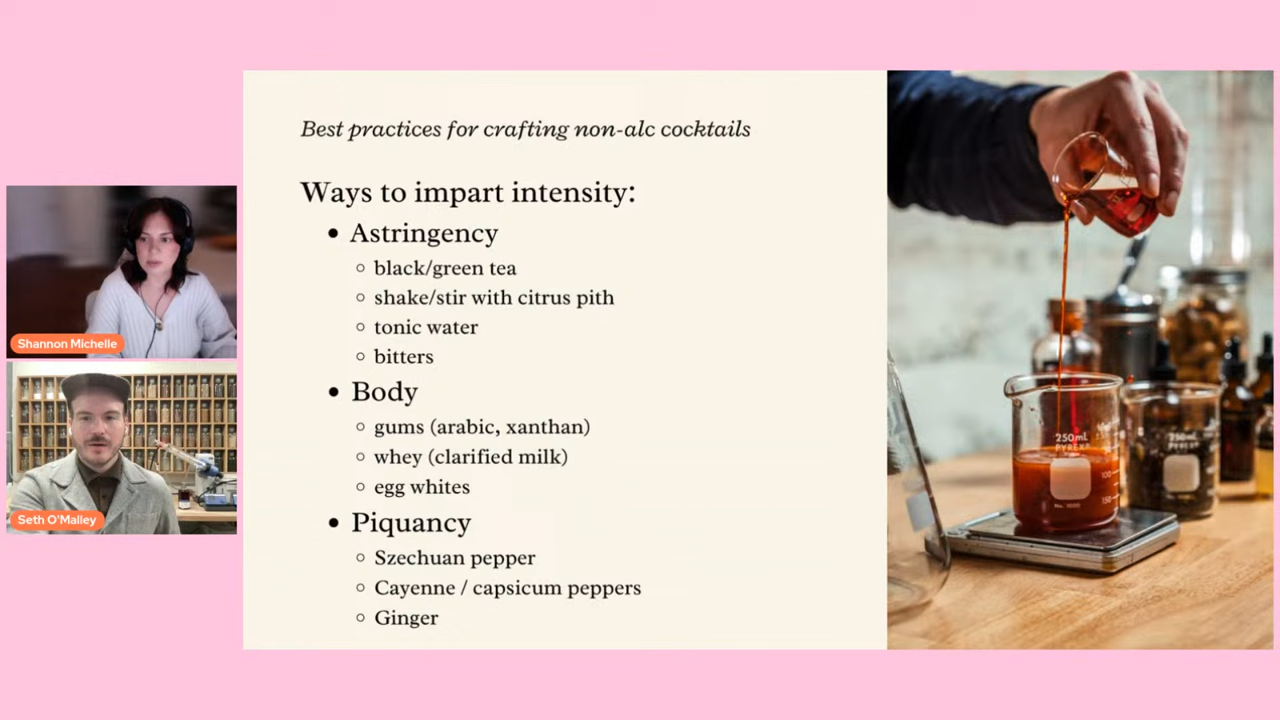 Best practices for crafting non-alc cocktails
Ways to impart intensity:
• Astringency
○ black/green tea
○ shake/stir with citrus pith
○ tonic water
○ bitters
• Body
○ gums (arabic, xanthan)
○ whey (clarified milk)
○ egg whites
• Piquancy
○ Szechuan pepper
○ Cayenne / capsicum peppers
○ Ginger
Shannon Michelle
Seth O'Malley
250mL
PYREX
100
150
250mL
PYREX